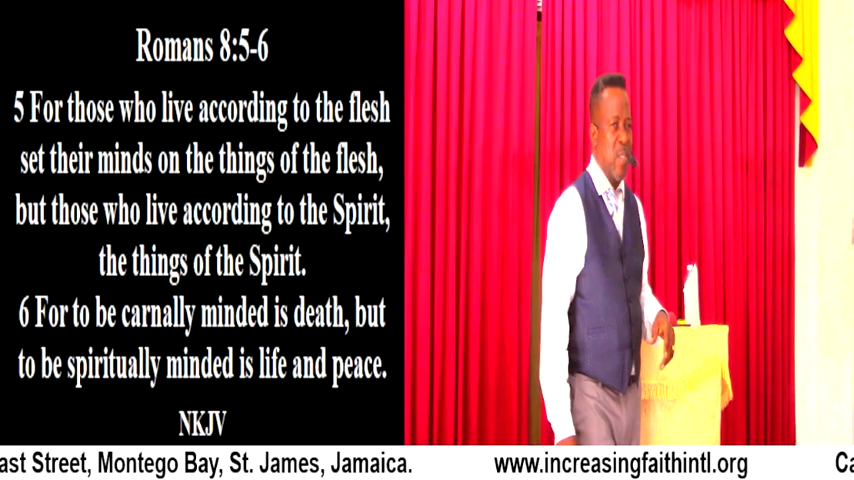 Romans 8:5-6
5 For those who live according to the flesh
set their minds on the things of the flesh,
but those who live according to the Spirit,
the things of the Spirit.
6 For to be carnally minded is death, but
to be spiritually minded is life and peace.
NKJV
ast Street, Montego Bay, St. James, Jamaica. www.increasingfaithintl.org Ca